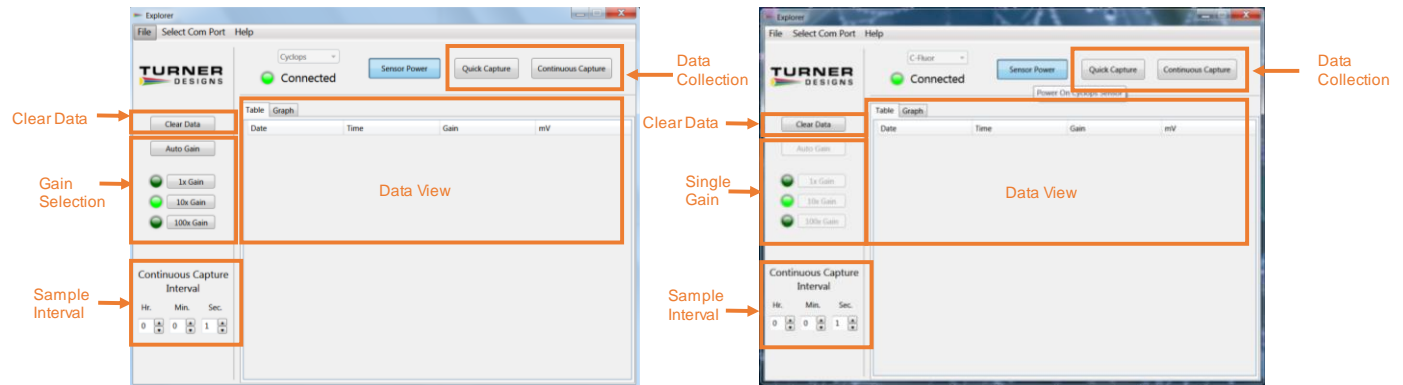 Explorer
File Select Com Port Help
TURNER
DESIGNS
Cyclops
Connected
Sensor Power
Quick Capture
Continuous Capture
Data
Collection
Clear Data
Clear Data
Table Graph
Date Time Gain mV
Auto Gain
Gain
Selection
1x Gain
10x Gain
100x Gain
Data View
Continuous Capture
Interval
Sample
Interval
Hr. Min. Sec.
0 0 1
Explorer
File Select Com Port Help
TURNER
DESIGNS
C-Fluor
Connected
Sensor Power
Quick Capture
Continuous Capture
Power On Cyclops Sensor
Data
Collection
Clear Data
Clear Data
Table Graph
Date Time Gain mV
Auto Gain
Single
Gain
1x Gain
10x Gain
100x Gain
Data View
Continuous Capture
Interval
Sample
Interval
Hr. Min. Sec.
0 0 1